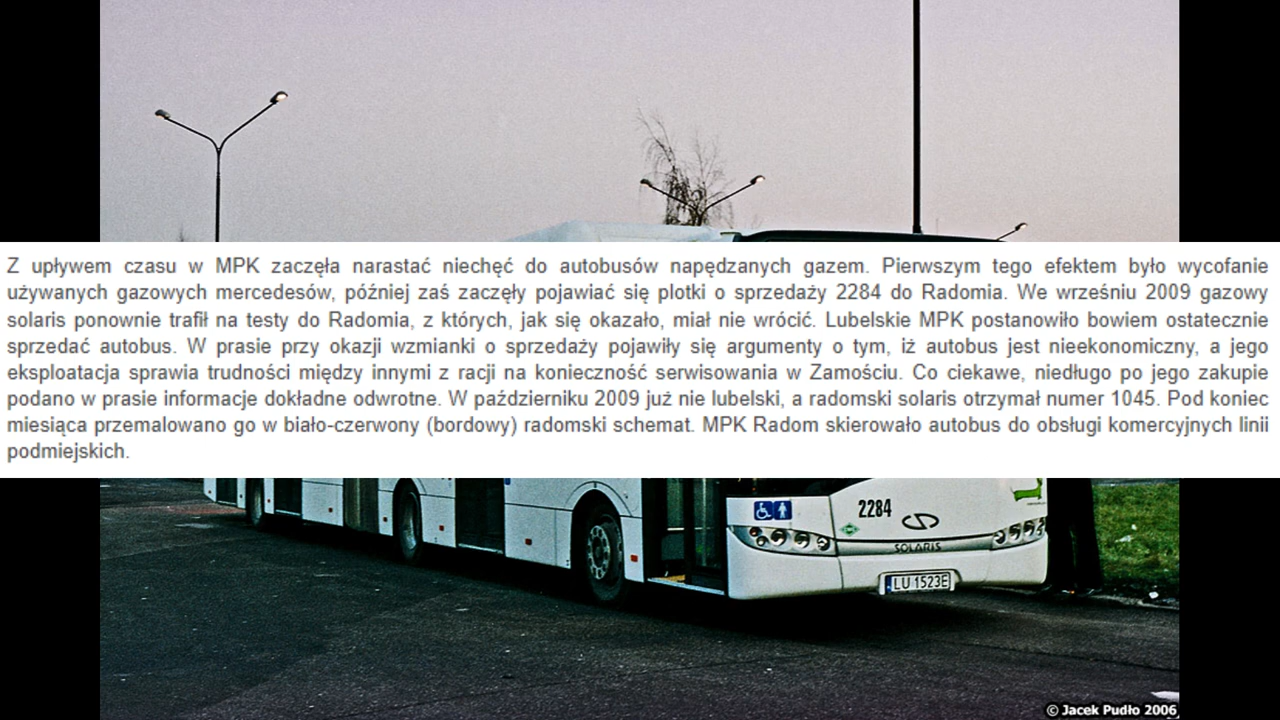 Z upływem czasu w MPK zaczęła narastać niechęć do autobusów napędzanych gazem. Pierwszym tego efektem było wycofanie
używanych gazowych mercedesów, później zaś zaczęły pojawiać się plotki o sprzedaży 2284 do Radomia. We wrześniu 2009 gazowy
solaris ponownie trafił na testy do Radomia, z których, jak się okazało, miał nie wrócić. Lubelskie MPK postanowiło bowiem ostatecznie
sprzedać autobus. W prasie przy okazji wzmianki o sprzedaży pojawiły się argumenty o tym, iż autobus jest nieekonomiczny, a jego
eksploatacja sprawia trudności między innymi z racji na konieczność serwisowania w Zamościu. Co ciekawe, niedługo po jego zakupie
podano w prasie informacje dokładne odwrotne. W październiku 2009 już nie lubelski, a radomski solaris otrzymał numer 1045. Pod koniec
miesiąca przemalowano go w biało-czerwony (bordowy) radomski schemat. MPK Radom skierowało autobus do obsługi komercyjnych linii
podmiejskich.
2284
SOLARIS
LU 1523E
© Jacek Pudło 2006